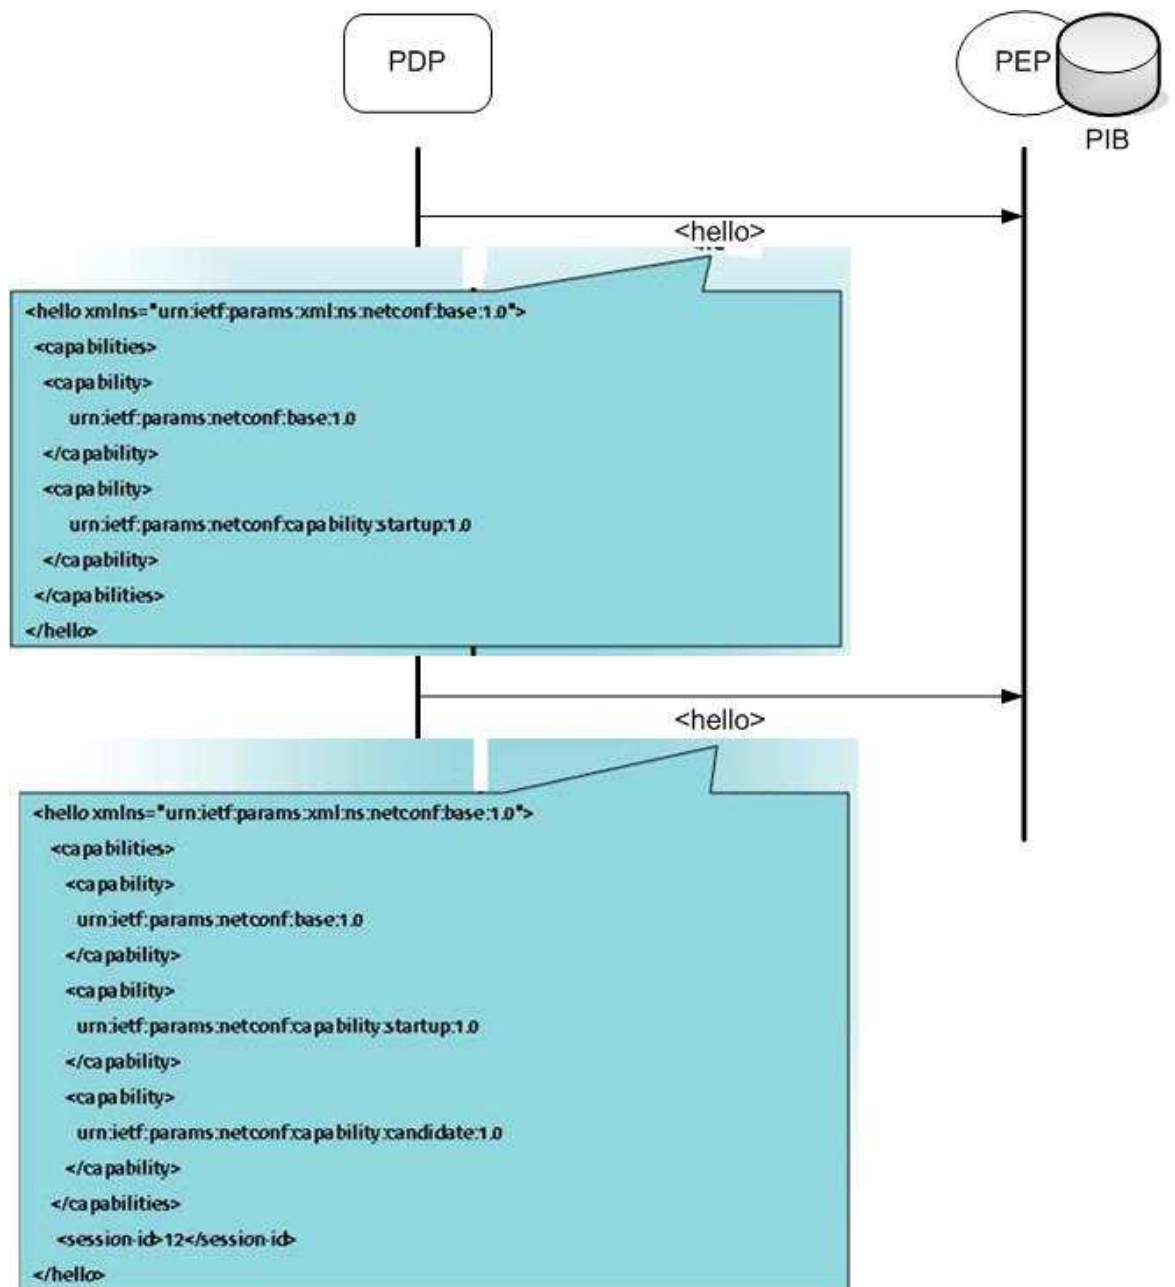 PDP
PEP
PIB
<hello>
<hello xmlns="urn:ietf:params:xml:ns:netconf:base:1.0">
<capabilities>
<capability>
urn:ietf:params:netconf:base:1.0
</capability>
<capability>
urn:ietf:params:netconf:capability:startup:1.0
</capability>
</capabilities>
</hello>
<hello>
<hello xmlns="urn:ietf:params:xml:ns:netconf:base:1.0">
<capabilities>
<capability>
urn:ietf:params:netconf:base:1.0
</capability>
<capability>
urn:ietf:params:netconf:capability:startup:1.0
</capability>
<capability>
urn:ietf:params:netconf:capability:candidate:1.0
</capability>
</capabilities>
<session-id>12</session-id>
</hello>